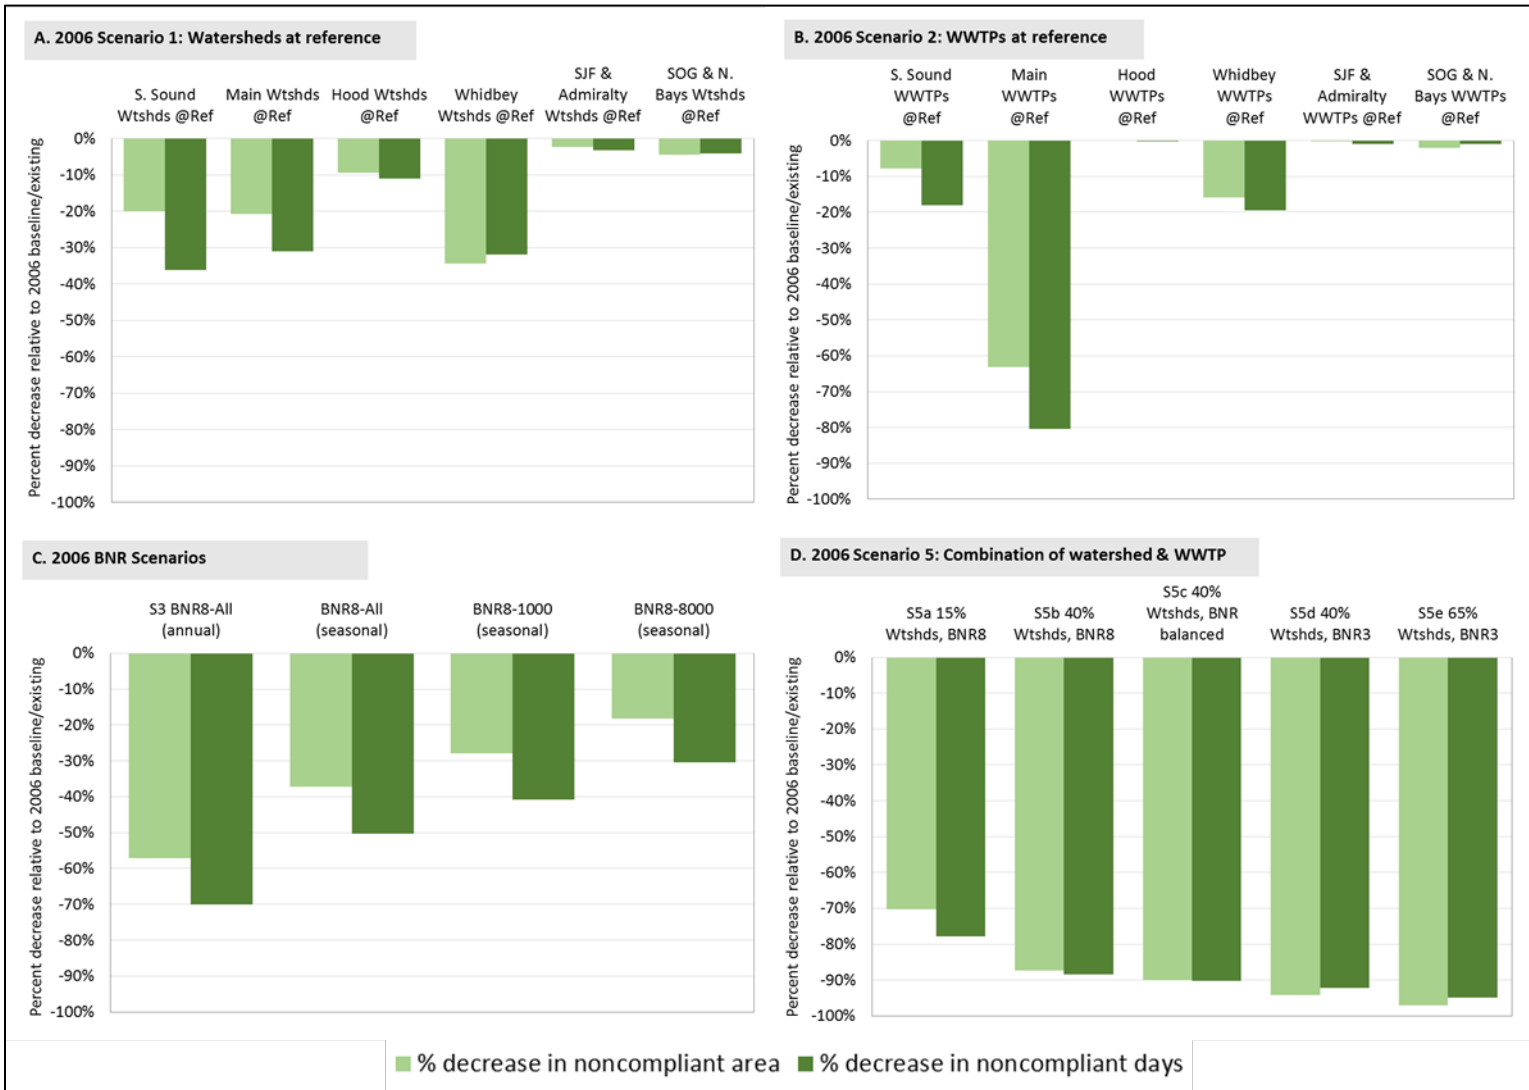 A. 2006 Scenario 1: Watersheds at reference
S. Sound
Wtshds @Ref
Main Wtshds
@Ref
Hood Wtshds
@Ref
Whidbey
Wtshds @Ref
SJF &
Admiralty
Wtshds @Ref
SOG & N.
Bays Wtshds
@Ref
Percent decrease relative to 2006 baseline/existing
0%
-10%
-20%
-30%
-40%
-50%
-60%
-70%
-80%
-90%
-100%
B. 2006 Scenario 2: WWTPs at reference
S. Sound
WWTPs
@Ref
Main
WWTPs
@Ref
Hood
WWTPs
@Ref
Whidbey
WWTPs
@Ref
SJF &
Admiralty
WWTPs @Ref
SOG & N.
Bays WWTPs
@Ref
Percent decrease relative to 2006 baseline/existing
0%
-10%
-20%
-30%
-40%
-50%
-60%
-70%
-80%
-90%
-100%
C. 2006 BNR Scenarios
S3 BNR8-All
(annual)
BNR8-All
(seasonal)
BNR8-1000
(seasonal)
BNR8-8000
(seasonal)
Percent decrease relative to 2006 baseline/existing
0%
-10%
-20%
-30%
-40%
-50%
-60%
-70%
-80%
-90%
-100%
D. 2006 Scenario 5: Combination of watershed & WWTP
S5a 15%
Wtshds, BNR8
S5b 40%
Wtshds, BNR8
S5c 40%
Wtshds, BNR
balanced
S5d 40%
Wtshds, BNR3
S5e 65%
Wtshds, BNR3
Percent decrease relative to 2006 baseline/existing
0%
-10%
-20%
-30%
-40%
-50%
-60%
-70%
-80%
-90%
-100%
% decrease in noncompliant area
% decrease in noncompliant days